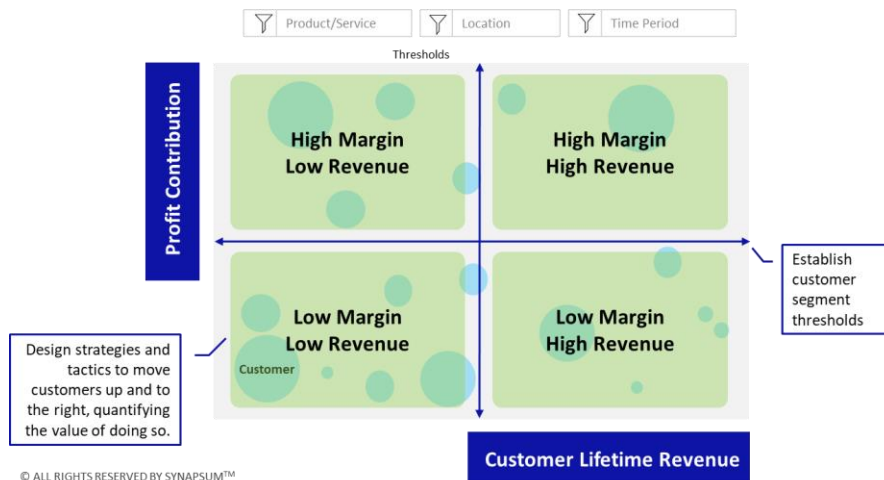 Product/Service
Location
Time Period
Thresholds
Profit Contribution
High Margin
Low Revenue
High Margin
High Revenue
Low Margin
Low Revenue
Low Margin
High Revenue
Customer
Establish
customer
segment
thresholds
Design strategies and
tactics to move
customers up and to
the right, quantifying
the value of doing so.
Customer Lifetime Revenue
© ALL RIGHTS RESERVED BY SYNAPSUM™